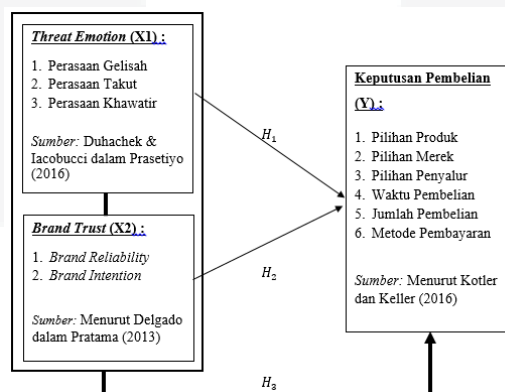 Threat Emotion (X1) :
1. Perasaan Gelisah
2. Perasaan Takut
3. Perasaan Khawatir
Sumber: Duhachek &
Iacobucci dalam Prasetiyo
(2016)
Brand Trust (X2) :
1. Brand Reliability
2. Brand Intention
Sumber: Menurut Delgado
dalam Pratama (2013)
H1
H2
H3
Keputusan Pembelian
(Y) :
1. Pilihan Produk
2. Pilihan Merek
3. Pilihan Penyalur
4. Waktu Pembelian
5. Jumlah Pembelian
6. Metode Pembayaran
Sumber: Menurut Kotler
dan Keller (2016)